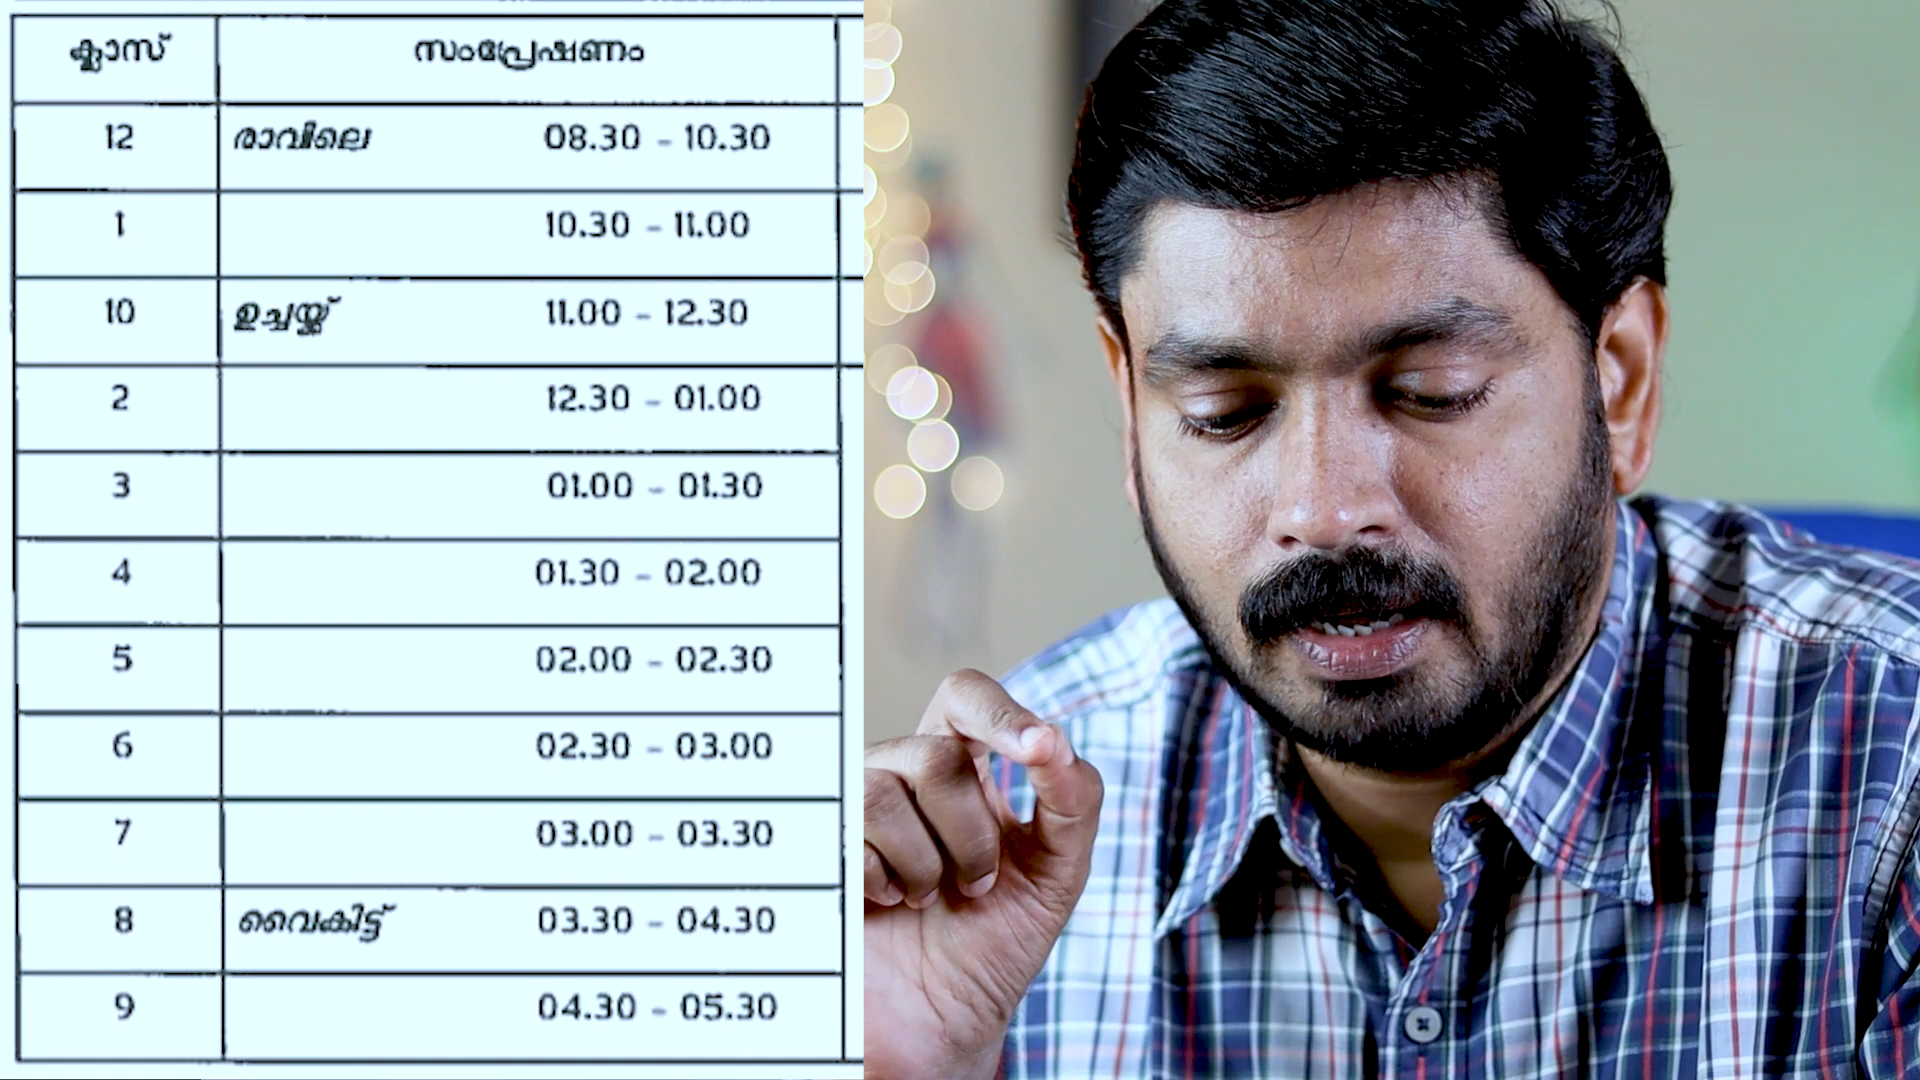 ക്ലാസ് സംപ്രേഷണം
12 രാവിലെ 08.30 - 10.30
1 10.30 - 11.00
10 ഉച്ചയ്ക്ക് 11.00 - 12.30
2 12.30 - 01.00
3 01.00 - 01.30
4 01.30 - 02.00
5 02.00 - 02.30
6 02.30 - 03.00
7 03.00 - 03.30
8 വൈകിട്ട് 03.30 - 04.30
9 04.30 - 05.30